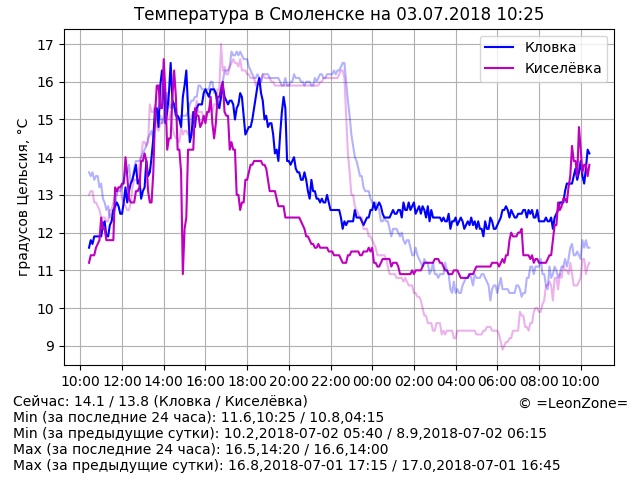 Температура в Смоленске на 03.07.2018 10:25
Кловка
Киселёвка
градусов Цельсия, °C
17
16
15
14
13
12
11
10
9
10:00 12:00 14:00 16:00 18:00 20:00 22:00 00:00 02:00 04:00 06:00 08:00 10:00
Сейчас: 14.1 / 13.8 (Кловка / Киселёвка)
© =LeonZone=
Min (за последние 24 часа): 11.6,10:25 / 10.8,04:15
Min (за предыдущие сутки): 10.2,2018-07-02 05:40 / 8.9,2018-07-02 06:15
Max (за последние 24 часа): 16.5,14:20 / 16.6,14:00
Max (за предыдущие сутки): 16.8,2018-07-01 17:15 / 17.0,2018-07-01 16:45